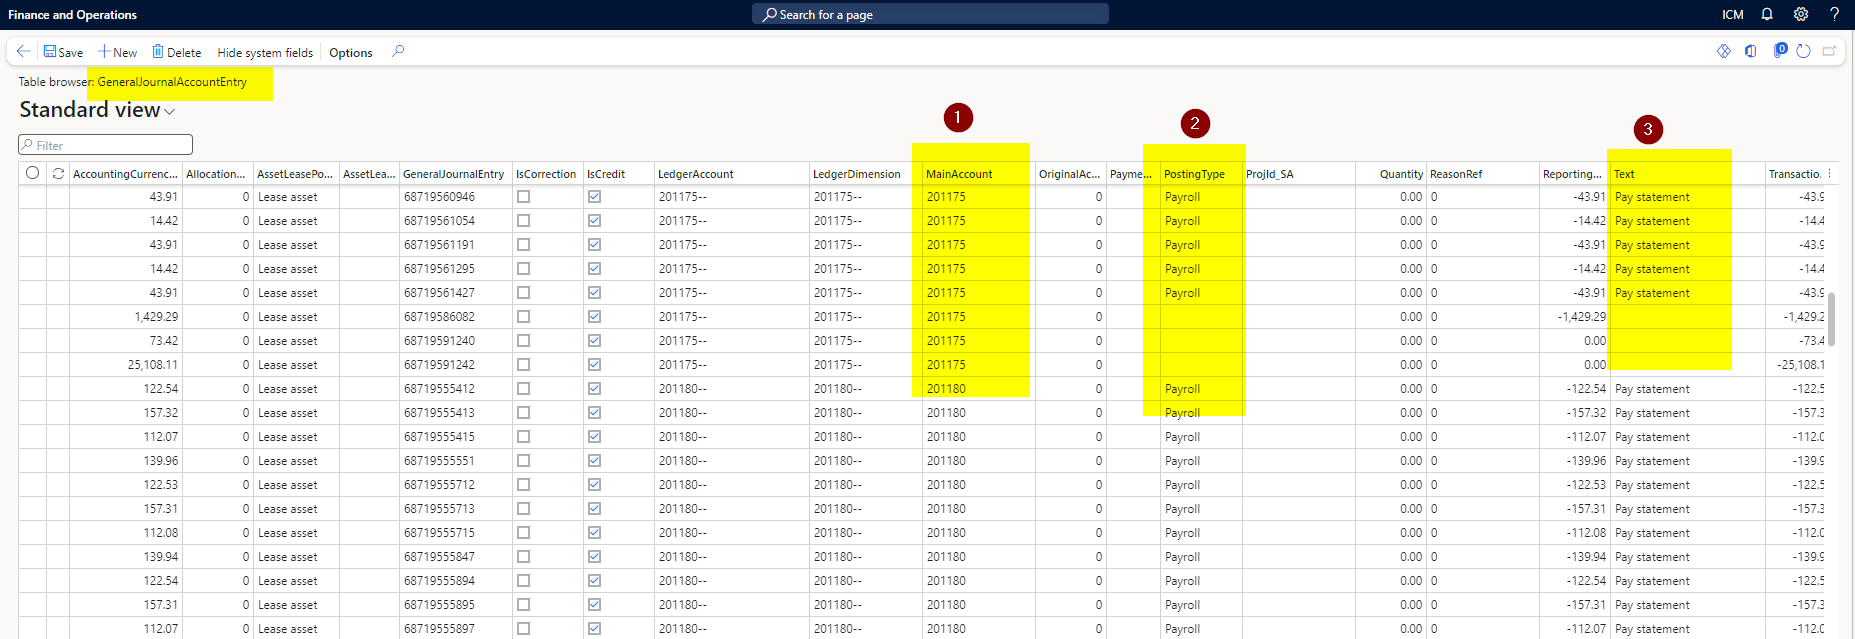 Finance and Operations Search for a page ICM
Save New Delete Hide system fields Options 0
Table browser: GeneralJournalAccountEntry
Standard view
1 2 3
Filter
AccountingCurrenc... Allocation... AssetLeasePo... AssetLea... GeneralJournalEntry IsCorrection IsCredit LedgerAccount LedgerDimension MainAccount OriginalAc... Payme... PostingType ProjId_SA Quantity ReasonRef Reporting... Text Transactio.
43.91 0 Lease asset 68719560946 201175-- 201175-- 201175 0 Payroll 0.00 0 -43.91 Pay statement -43.9
14.42 0 Lease asset 68719561054 201175-- 201175-- 201175 0 Payroll 0.00 0 -14.42 Pay statement -14.4
43.91 0 Lease asset 68719561191 201175-- 201175-- 201175 0 Payroll 0.00 0 -43.91 Pay statement -43.9
14.42 0 Lease asset 68719561295 201175-- 201175-- 201175 0 Payroll 0.00 0 -14.42 Pay statement -14.4
43.91 0 Lease asset 68719561427 201175-- 201175-- 201175 0 Payroll 0.00 0 -43.91 Pay statement -43.9
1,429.29 0 Lease asset 68719586082 201175-- 201175-- 201175 0 0.00 0 -1,429.29 -1,429.2
73.42 0 Lease asset 68719591240 201175-- 201175-- 201175 0 0.00 0 0.00 -73.4
25,108.11 0 Lease asset 68719591242 201175-- 201175-- 201175 0 0.00 0 0.00 -25,108.1
122.54 0 Lease asset 68719555412 201180-- 201180-- 201180 0 Payroll 0.00 0 -122.54 Pay statement -122.5
157.32 0 Lease asset 68719555413 201180-- 201180-- 201180 0 Payroll 0.00 0 -157.32 Pay statement -157.3
112.07 0 Lease asset 68719555415 201180-- 201180-- 201180 0 Payroll 0.00 0 -112.07 Pay statement -112.0
139.96 0 Lease asset 68719555551 201180-- 201180-- 201180 0 Payroll 0.00 0 -139.96 Pay statement -139.9
122.53 0 Lease asset 68719555712 201180-- 201180-- 201180 0 Payroll 0.00 0 -122.53 Pay statement -122.5
157.31 0 Lease asset 68719555713 201180-- 201180-- 201180 0 Payroll 0.00 0 -157.31 Pay statement -157.3
112.08 0 Lease asset 68719555715 201180-- 201180-- 201180 0 Payroll 0.00 0 -112.08 Pay statement -112.0
139.94 0 Lease asset 68719555847 201180-- 201180-- 201180 0 Payroll 0.00 0 -139.94 Pay statement -139.9
122.54 0 Lease asset 68719555894 201180-- 201180-- 201180 0 Payroll 0.00 0 -122.54 Pay statement -122.5
157.31 0 Lease asset 68719555895 201180-- 201180-- 201180 0 Payroll 0.00 0 -157.31 Pay statement -157.3
112.07 0 Lease asset 68719555897 201180-- 201180-- 201180 0 Payroll 0.00 0 -112.07 Pay statement -112.0